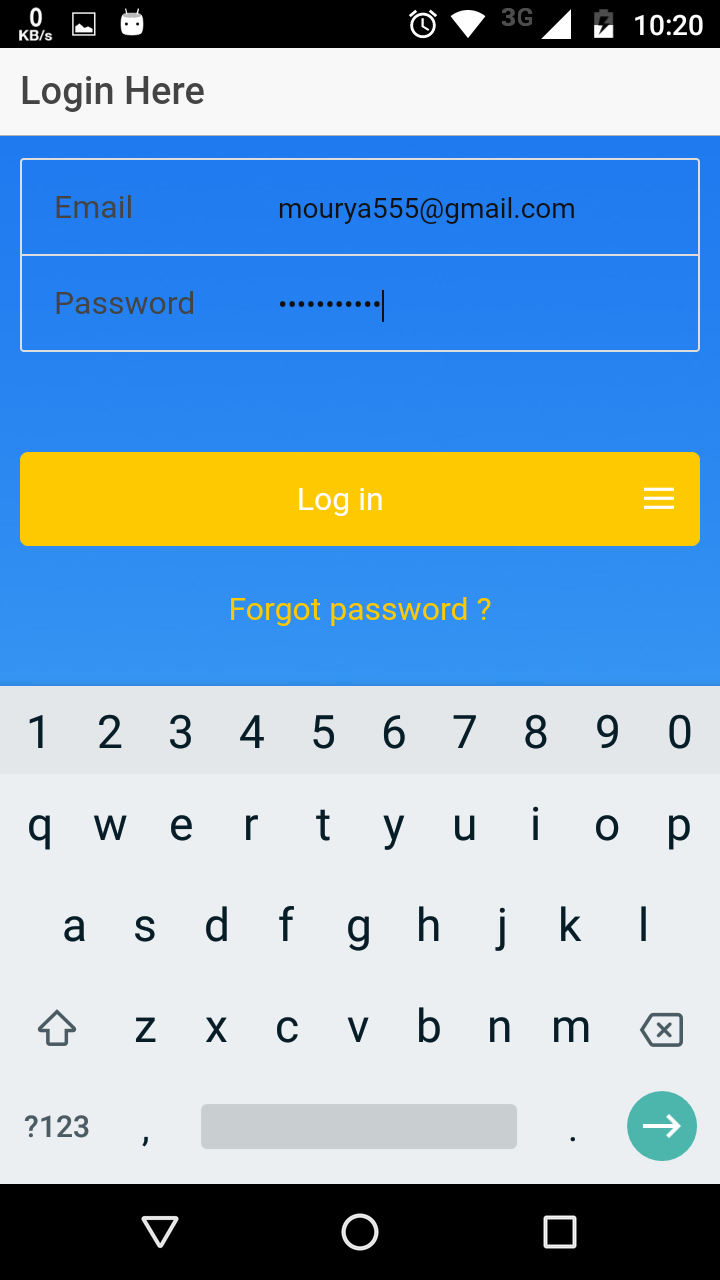 0
KB/s 3G 10:20
Login Here
Email mourya555@gmail.com
Password •••••••••••
Log in
Forgot password ?
1 2 3 4 5 6 7 8 9 0
q w e r t y u i o p
a s d f g h j k l
z x c v b n m
?123 , .